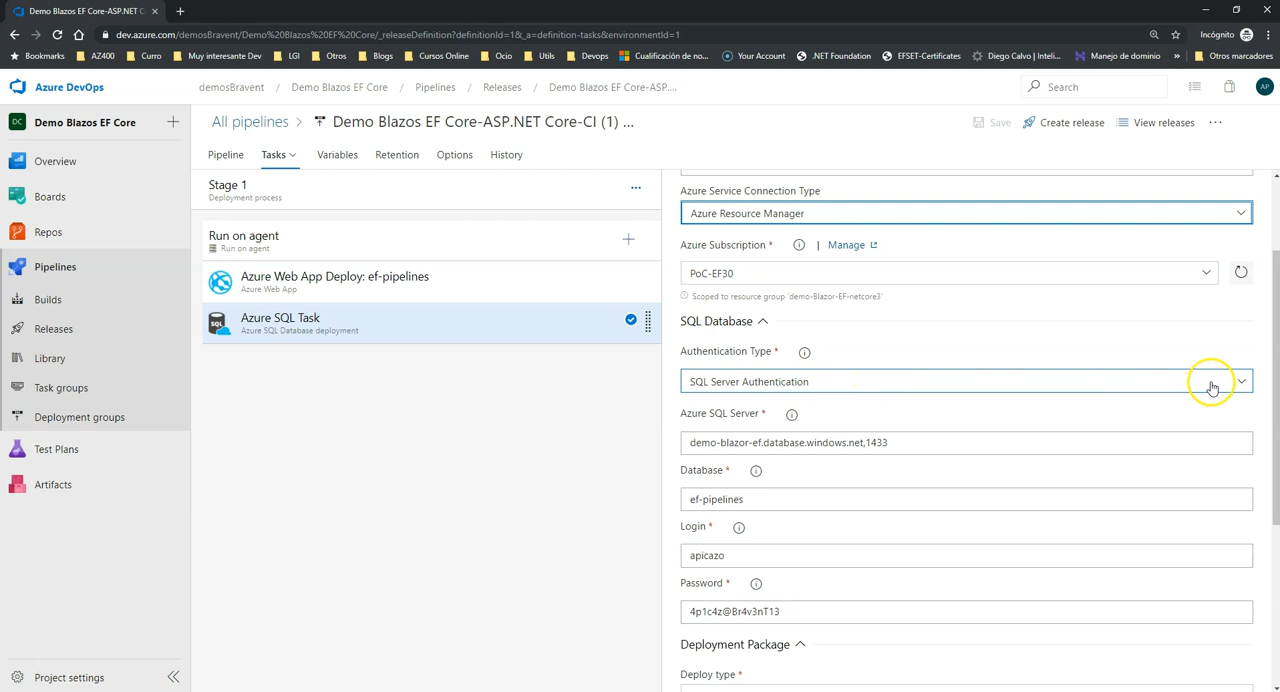 Demo Blazos EF Core-ASP.NET C
dev.azure.com/demosBravent/Demo%20Blazos%20EF%20Core/_releaseDefinition?definitionId=1&_a=definition-tasks&environmentId=1
Incógnito
Bookmarks AZ400 Curro Muy interesante Dev LGI Otros Blogs Cursos Online Ocio Utils Devops Cualificación de no... Your Account .NET Foundation EFSET-Certificates Diego Calvo | Inteli... Manejo de dominio » Otros marcadores
Azure DevOps
demosBravent / Demo Blazos EF Core / Pipelines / Releases / Demo Blazos EF Core-ASP....
Search
AP
DC Demo Blazos EF Core
All pipelines > Demo Blazos EF Core-ASP.NET Core-CI (1) ...
Save Create release View releases ...
Overview
Boards
Repos
Pipelines
Builds
Releases
Library
Task groups
Deployment groups
Test Plans
Artifacts
Project settings
Pipeline Tasks Variables Retention Options History
Stage 1
Deployment process
Run on agent
Run on agent
Azure Web App Deploy: ef-pipelines
Azure Web App
SQL
Azure SQL Task
Azure SQL Database deployment
Azure Service Connection Type
Azure Resource Manager
Azure Subscription * | Manage
PoC-EF30
Scoped to resource group 'demo-Blazor-EF-netcore3'
SQL Database
Authentication Type *
SQL Server Authentication
Azure SQL Server *
demo-blazor-ef.database.windows.net,1433
Database *
ef-pipelines
Login *
apicazo
Password *
4p1c4z@Br4v3nT13
Deployment Package
Deploy type *